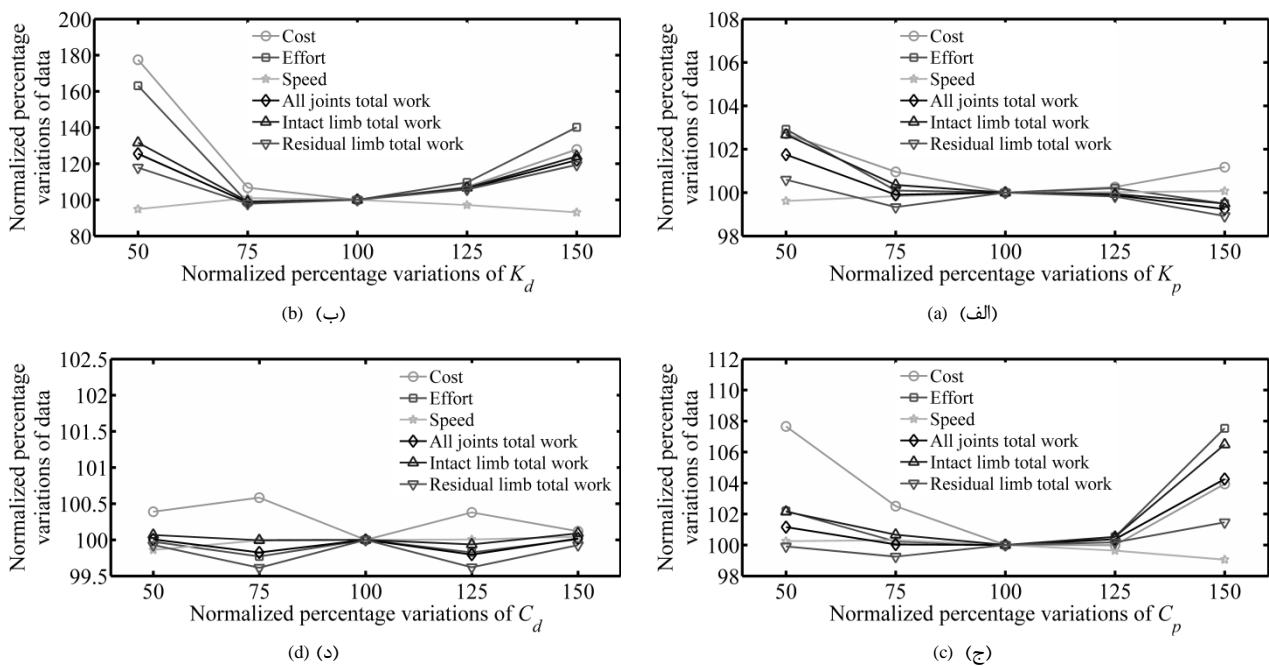 200
180
160
140
120
100
80
Normalized percentage
variations of data
Cost
Effort
Speed
All joints total work
Intact limb total work
Residual limb total work
50 75 100 125 150
Normalized percentage variations of K_d
(b) (ب)
108
106
104
102
100
98
Normalized percentage
variations of data
Cost
Effort
Speed
All joints total work
Intact limb total work
Residual limb total work
50 75 100 125 150
Normalized percentage variations of K_p
(a) (الف)
102.5
102
101.5
101
100.5
100
99.5
Normalized percentage
variations of data
Cost
Effort
Speed
All joints total work
Intact limb total work
Residual limb total work
50 75 100 125 150
Normalized percentage variations of C_d
(d) (د)
112
110
108
106
104
102
100
98
Normalized percentage
variations of data
Cost
Effort
Speed
All joints total work
Intact limb total work
Residual limb total work
50 75 100 125 150
Normalized percentage variations of C_p
(c) (ج)